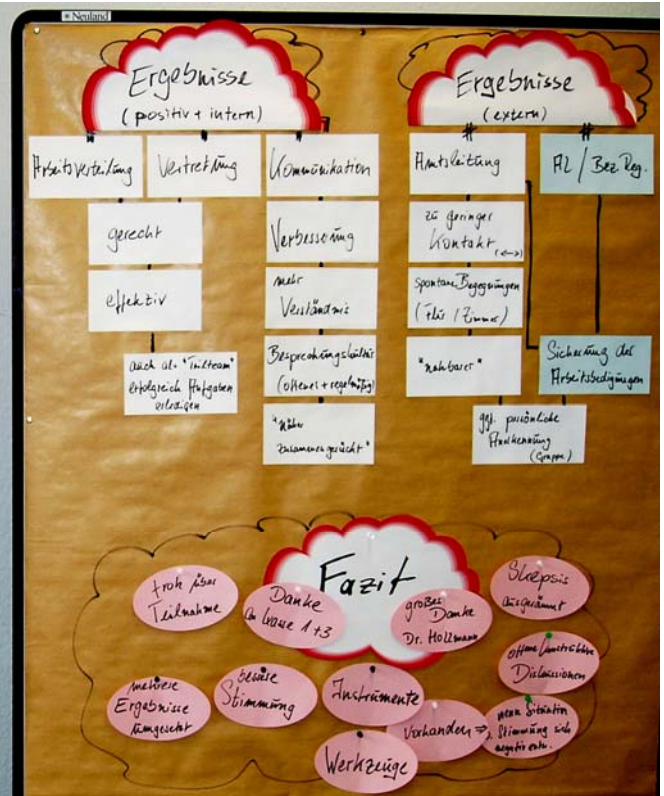 Neuland
Ergebnisse
(positiv + intern)
Ergebnisse
(extern)
Arbeitsverteilung
Vertretung
Kommunikation
Amtsleitung
AL / Bez. Reg.
gerecht
effektiv
auch als "Teilteam"
erfolgreich Aufgaben
erledigen
Verbesserung
mehr
Verständnis
Besprechungskultur
(offener + regelmäßig)
"näher
zusammengerückt"
zu geringer
Kontakt
(<-->)
spontane Begegnungen
(Flur / Zimmer)
"nahbarer"
Sicherung der
Arbeitsbedingungen
ggf. persönliche
Anerkennung
(Gruppe)
Fazit
froh über
Teilnahme
Danke
an Klasse 1+3
großes
Danke
Dr. Holzmann
Skepsis
ausgeräumt
offene konstruktive
Diskussionen
mehrere
Ergebnisse
umgesetzt
bessere
Stimmung
Instrumente
Werkzeuge
vorhanden =>
wenn Situation
Stimmung sich
negativ entw.